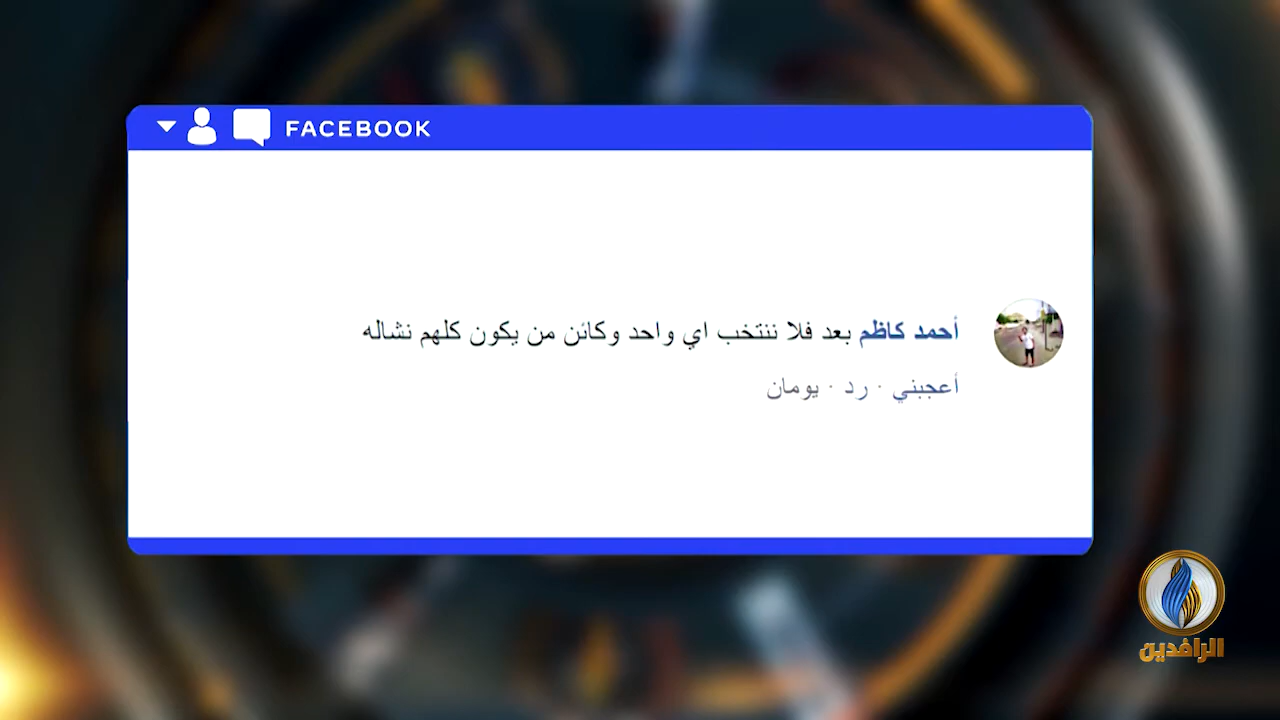 FACEBOOK
أحمد كاظم بعد فلا ننتخب اي واحد وكائن من يكون كلهم نشاله
أعجبني · رد · يومان
الرافدين